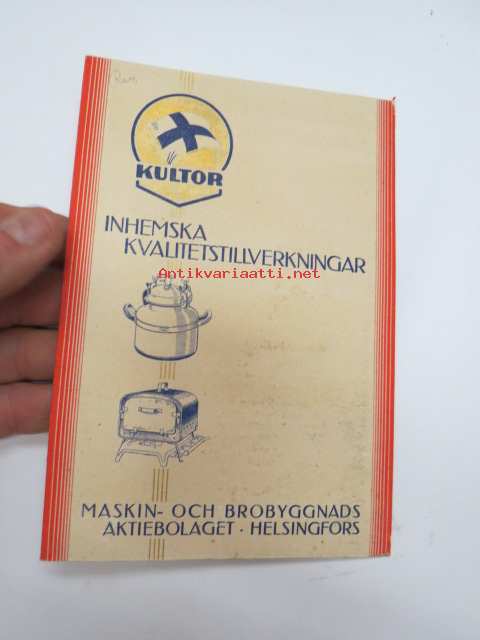 KULTOR
INHEMSKA
KVALITETSTILLVERKNINGAR
Antikvariaatti.net
MASKIN- OCH BROBYGGNADS
AKTIEBOLAGET · HELSINGFORS